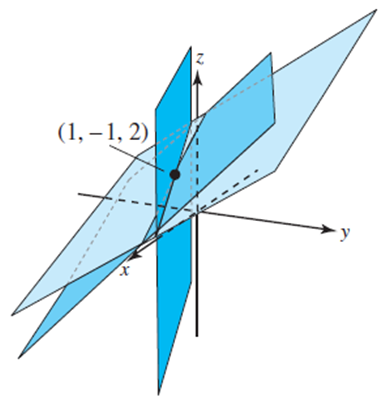 z
(1, −1, 2)
y
x